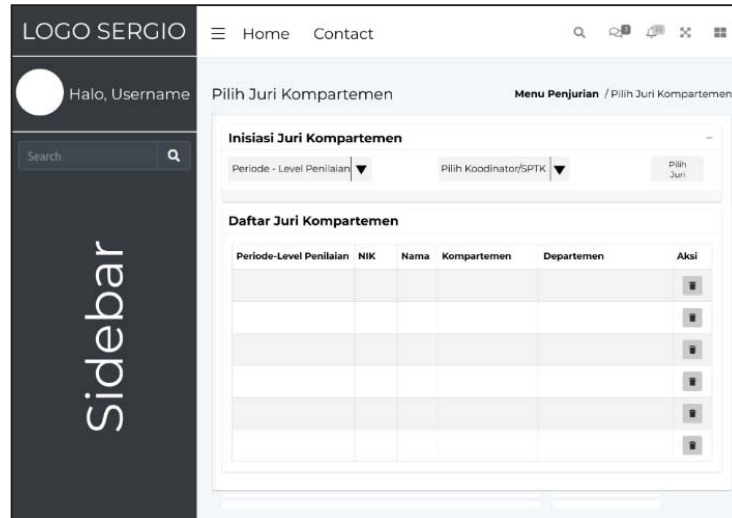 LOGO SERGIO
Home Contact
Halo, Username
Search
Sidebar
Pilih Juri Kompartemen
Menu Penjurian / Pilih Juri Kompartemen
Inisiasi Juri Kompartemen
Periode - Level Penilaian Pilih Koodinator/SPTK Pilih
Juri
Daftar Juri Kompartemen
Periode-Level Penilaian NIK Nama Kompartemen Departemen Aksi